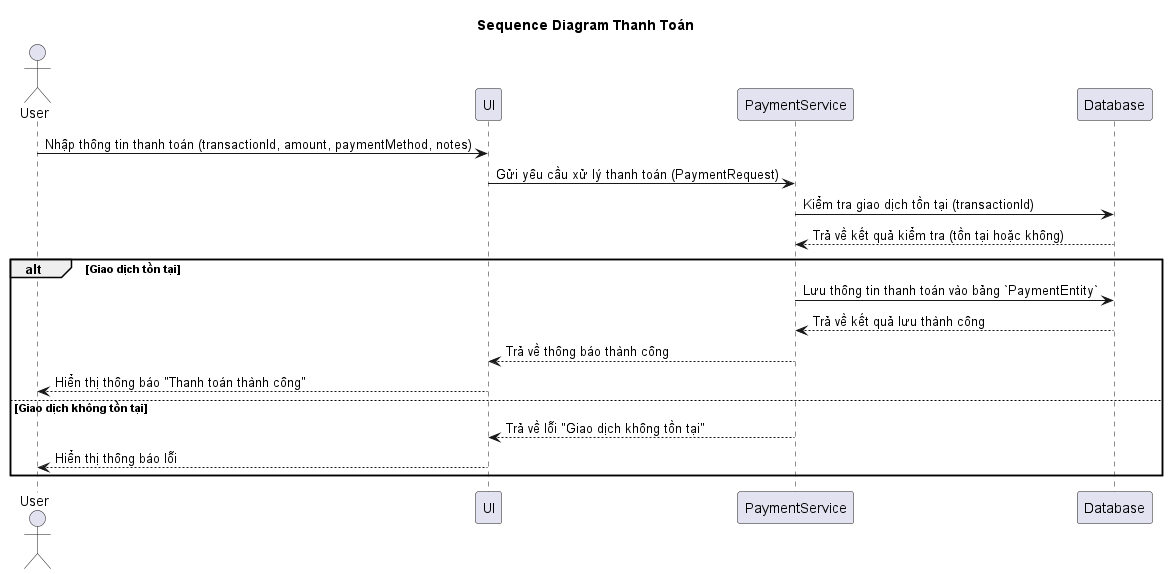 Sequence Diagram Thanh Toán
User
UI
PaymentService
Database
Nhập thông tin thanh toán (transactionId, amount, paymentMethod, notes)
Gửi yêu cầu xử lý thanh toán (PaymentRequest)
Kiểm tra giao dịch tồn tại (transactionId)
Trả về kết quả kiểm tra (tồn tại hoặc không)
alt [Giao dịch tồn tại]
Lưu thông tin thanh toán vào bảng `PaymentEntity`
Trả về kết quả lưu thành công
Trả về thông báo thành công
Hiển thị thông báo "Thanh toán thành công"
[Giao dịch không tồn tại]
Trả về lỗi "Giao dịch không tồn tại"
Hiển thị thông báo lỗi
User
UI
PaymentService
Database